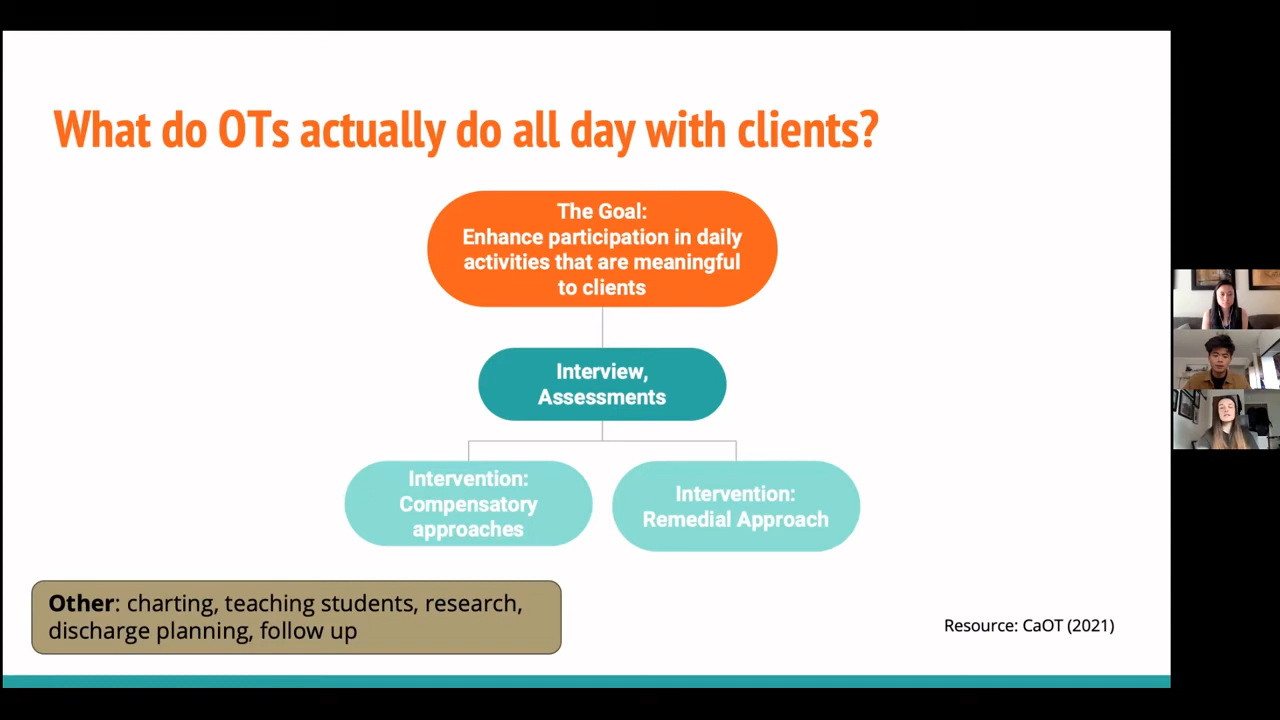 What do OTs actually do all day with clients?
The Goal:
Enhance participation in daily
activities that are meaningful
to clients
Interview,
Assessments
Intervention:
Compensatory
approaches
Intervention:
Remedial Approach
Other: charting, teaching students, research,
discharge planning, follow up
Resource: CaOT (2021)